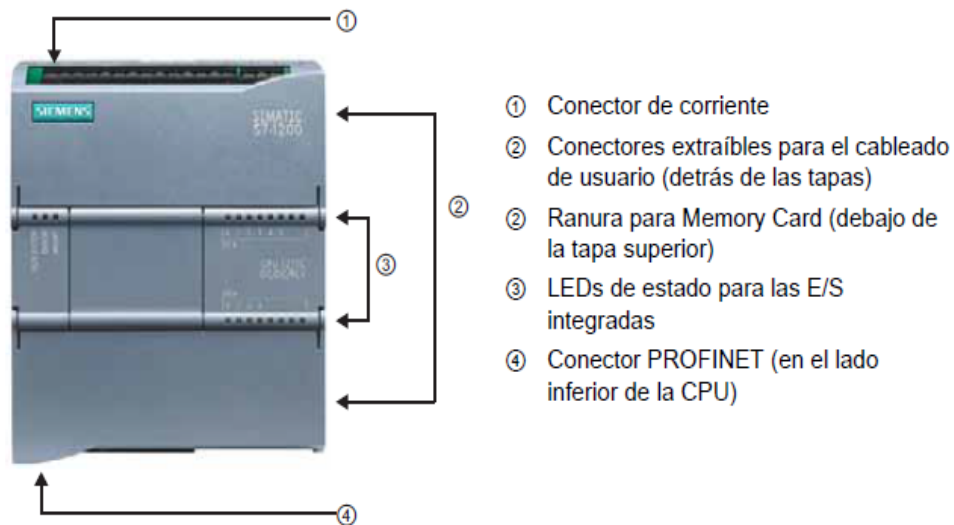 ①
SIEMENS
SIMATIC
S7-1200
②
③
④
① Conector de corriente
② Conectores extraíbles para el cableado
de usuario (detrás de las tapas)
② Ranura para Memory Card (debajo de
la tapa superior)
③ LEDs de estado para las E/S
integradas
④ Conector PROFINET (en el lado
inferior de la CPU)